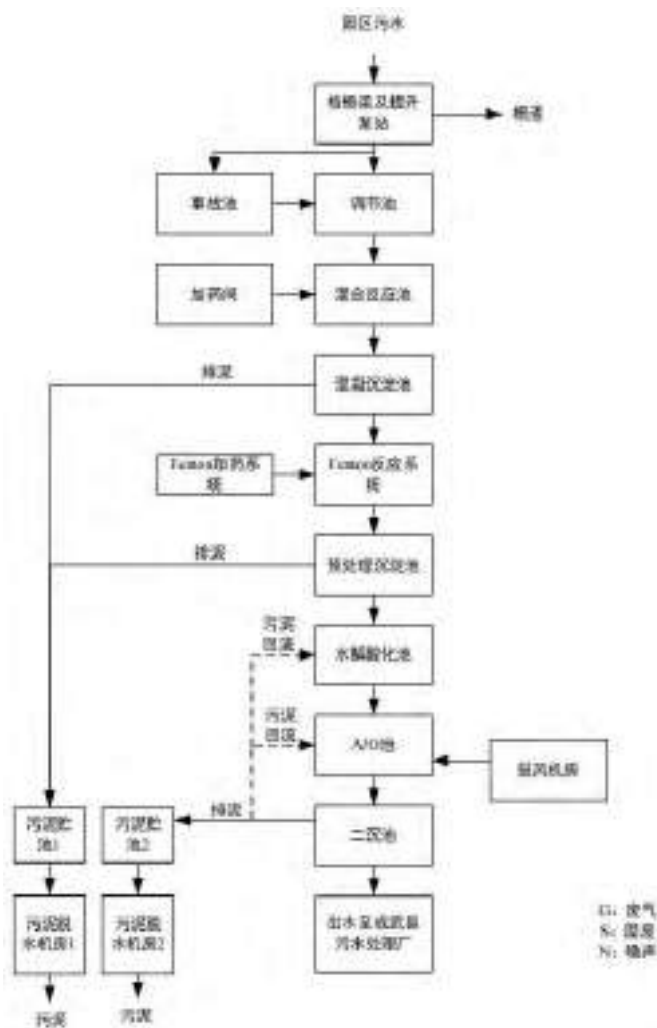 园区污水
格栅渠及提升
泵站
栅渣
事故池
调节池
加药间
混合反应池
排泥
混凝沉淀池
Fenton加药系
统
Fenton反应系
统
排泥
预处理沉淀池
污泥
回流
水解酸化池
污泥
回流
A/O池
鼓风机房
污泥贮
池1
污泥贮
池2
排泥
二沉池
污泥脱
水机房1
污泥脱
水机房2
出水至
污水处理厂
G：废气
S：
N：噪声
污泥
污泥